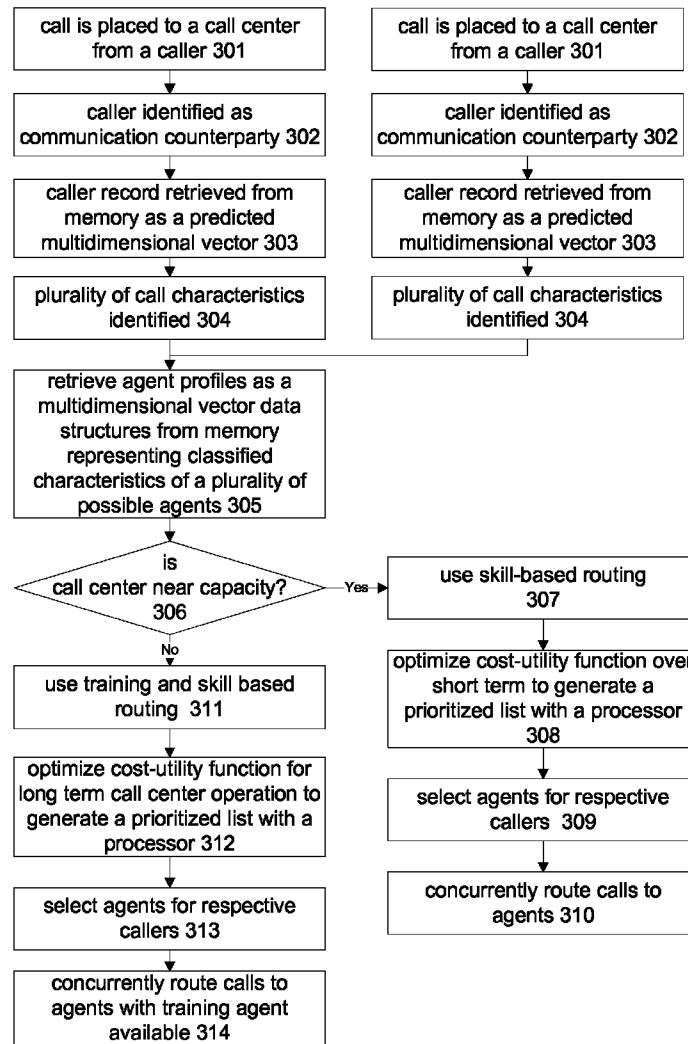 call is placed to a call center
from a caller 301
call is placed to a call center
from a caller 301
caller identified as
communication counterparty 302
caller identified as
communication counterparty 302
caller record retrieved from
memory as a predicted
multidimensional vector 303
caller record retrieved from
memory as a predicted
multidimensional vector 303
plurality of call characteristics
identified 304
plurality of call characteristics
identified 304
retrieve agent profiles as a
multidimensional vector data
structures from memory
representing classified
characteristics of a plurality of
possible agents 305
is
call center near capacity?
306
Yes
No
use skill-based routing
307
optimize cost-utility function over
short term to generate a
prioritized list with a processor
308
select agents for respective
callers 309
concurrently route calls to
agents 310
use training and skill based
routing 311
optimize cost-utility function for
long term call center operation to
generate a prioritized list with a
processor 312
select agents for respective
callers 313
concurrently route calls to
agents with training agent
available 314